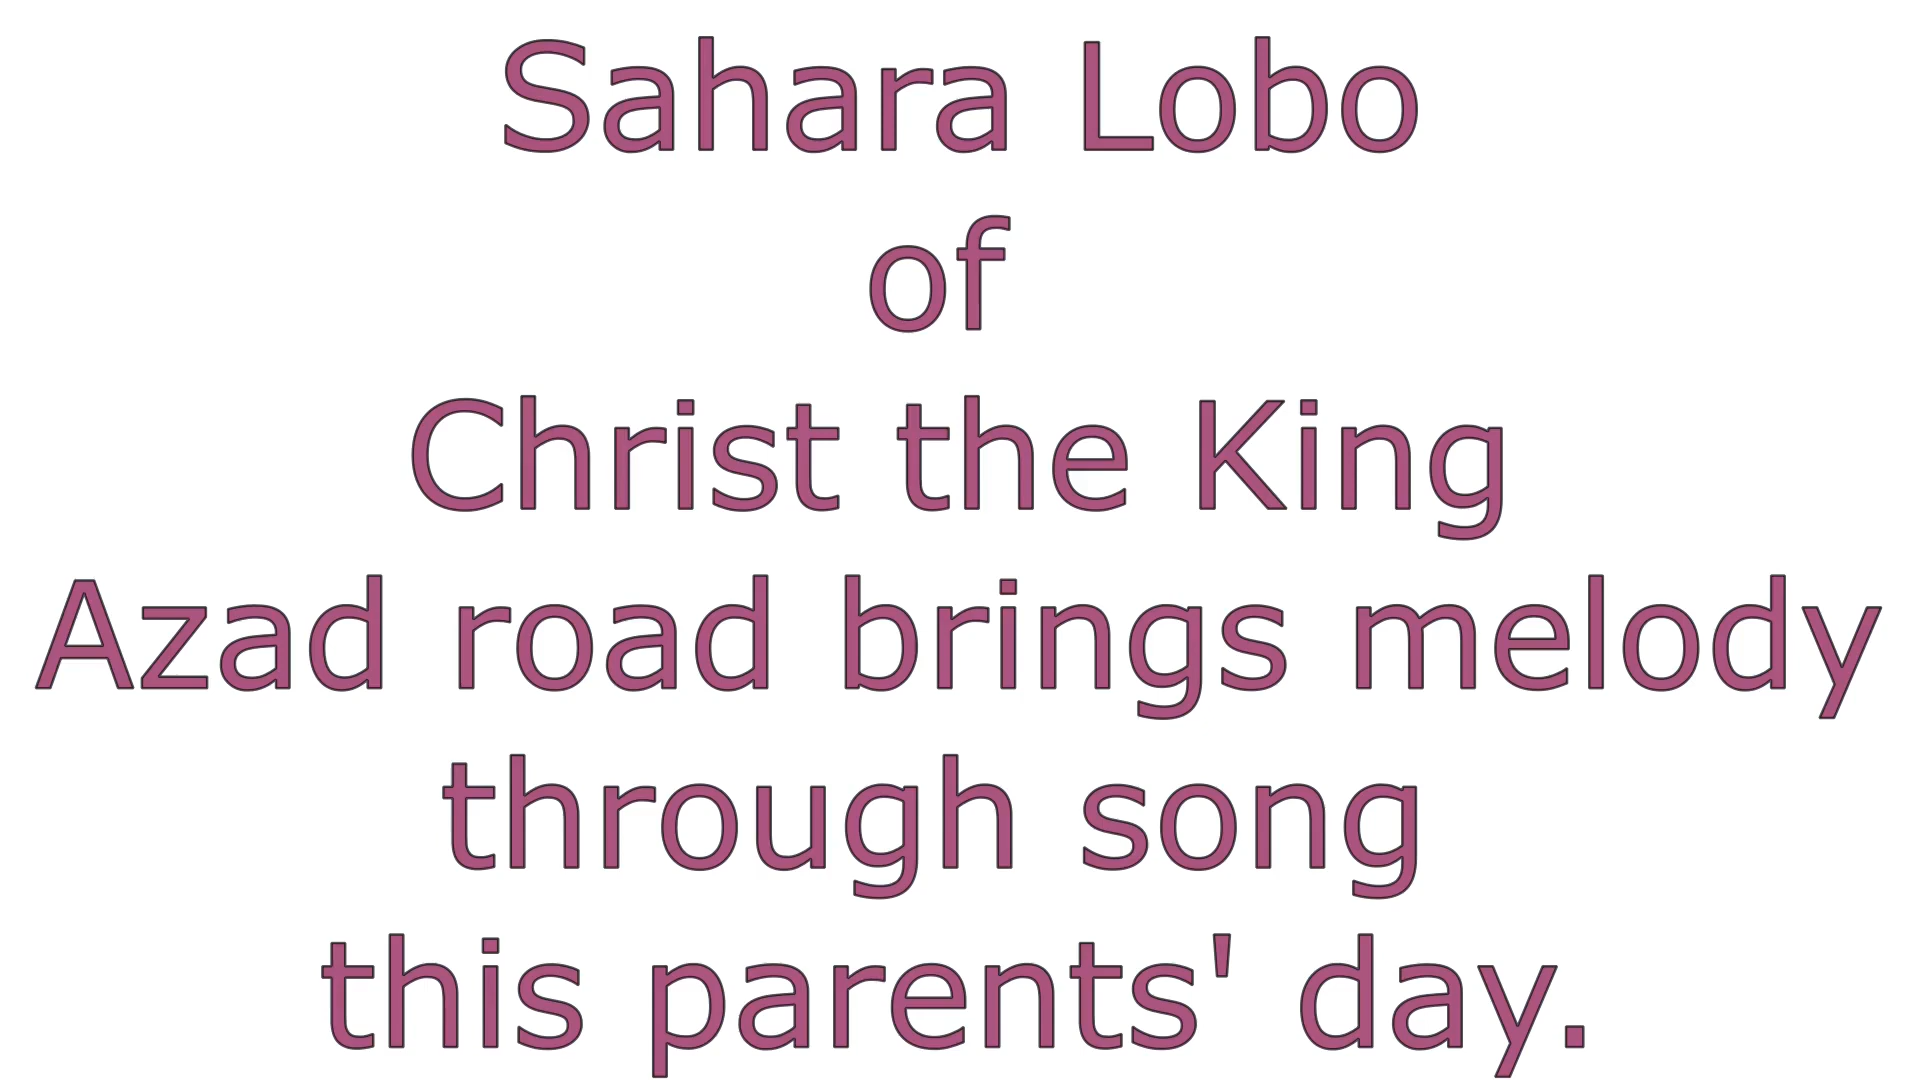 Sahara Lobo
of
Christ the King
Azad road brings melody
through song
this parents' day.